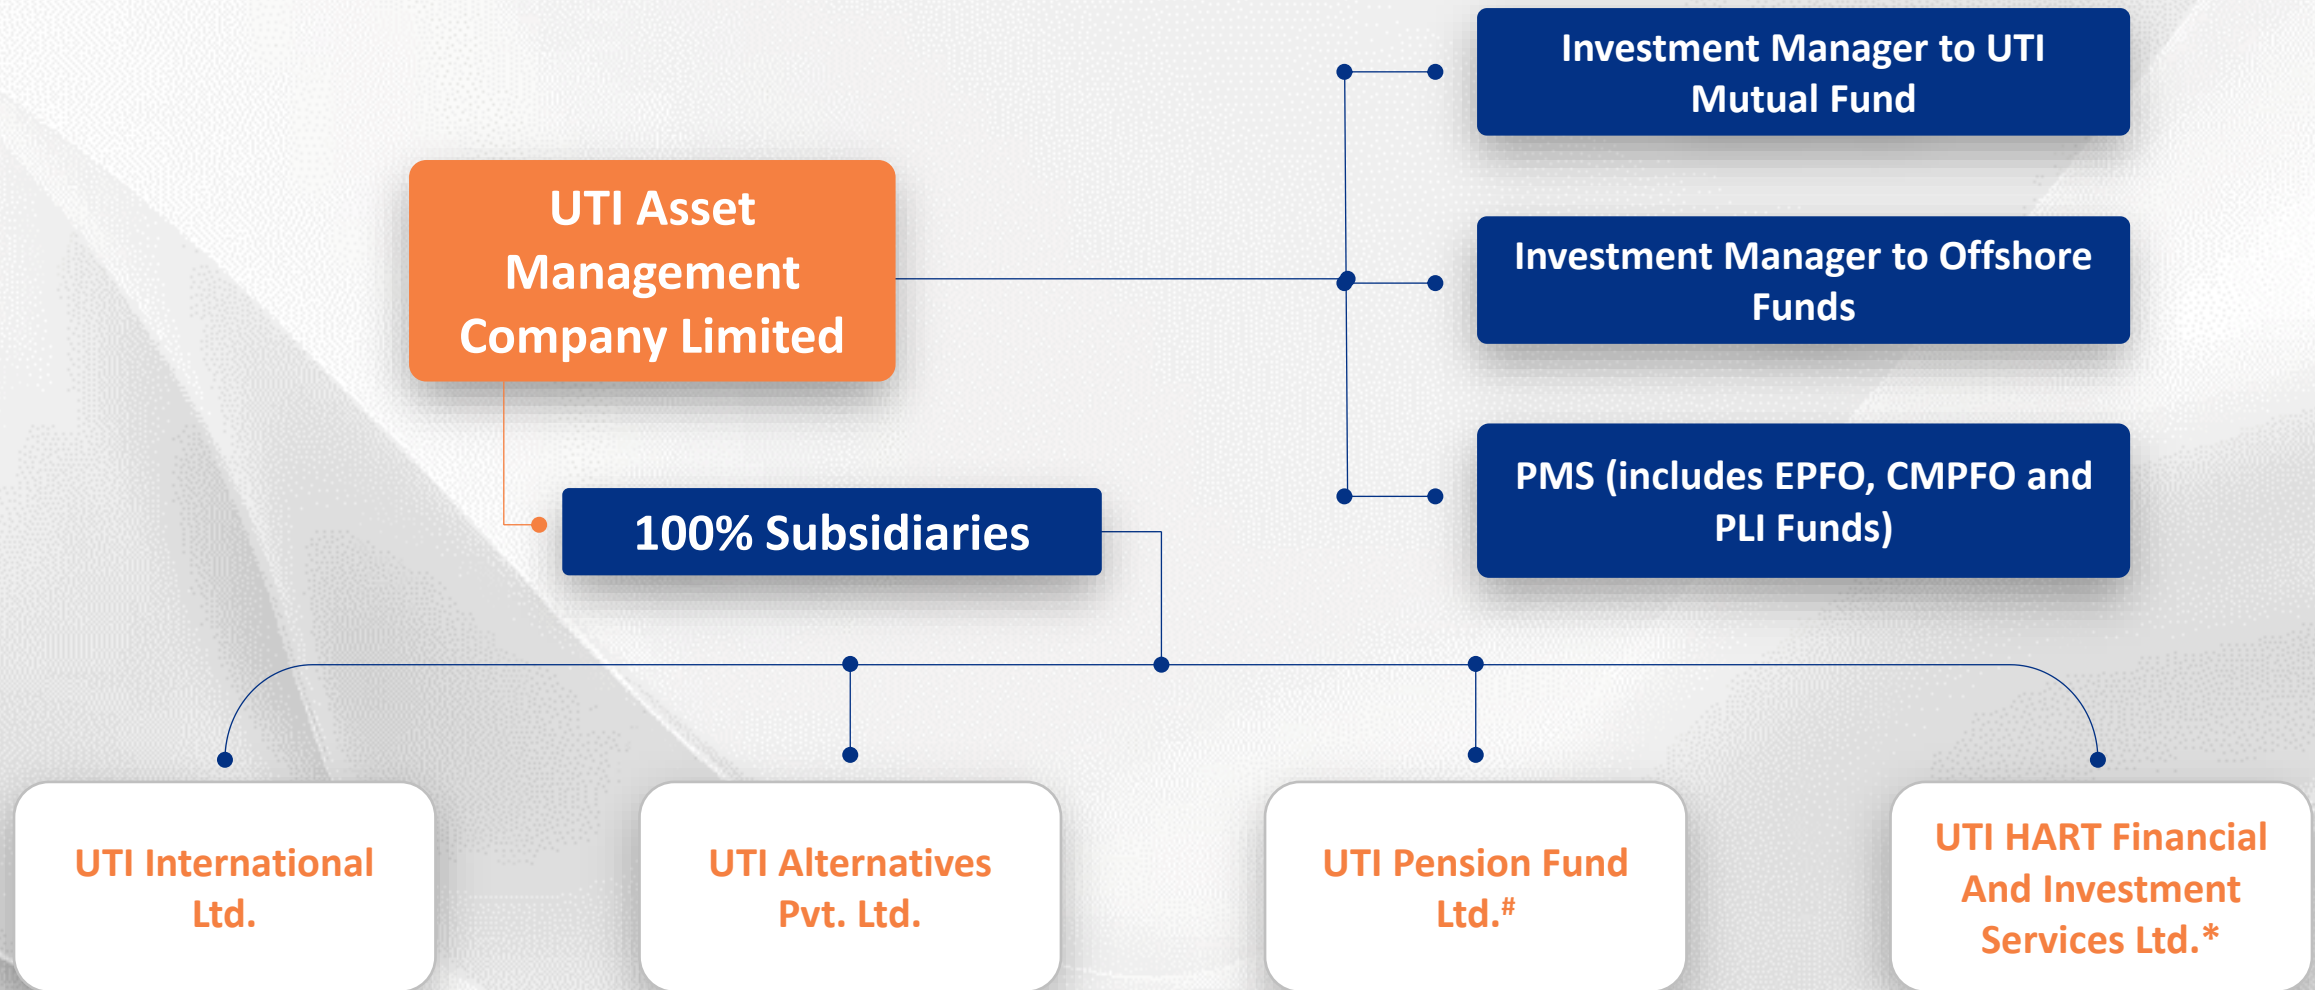 Investment Manager to UTI
Mutual Fund
UTI Asset
Management
Company Limited
Investment Manager to Offshore
Funds
PMS (includes EPFO, CMPFO and
PLI Funds)
100% Subsidiaries
UTI International
Ltd.
UTI Alternatives
Pvt. Ltd.
UTI Pension Fund
Ltd.#
UTI HART Financial
And Investment
Services Ltd.*